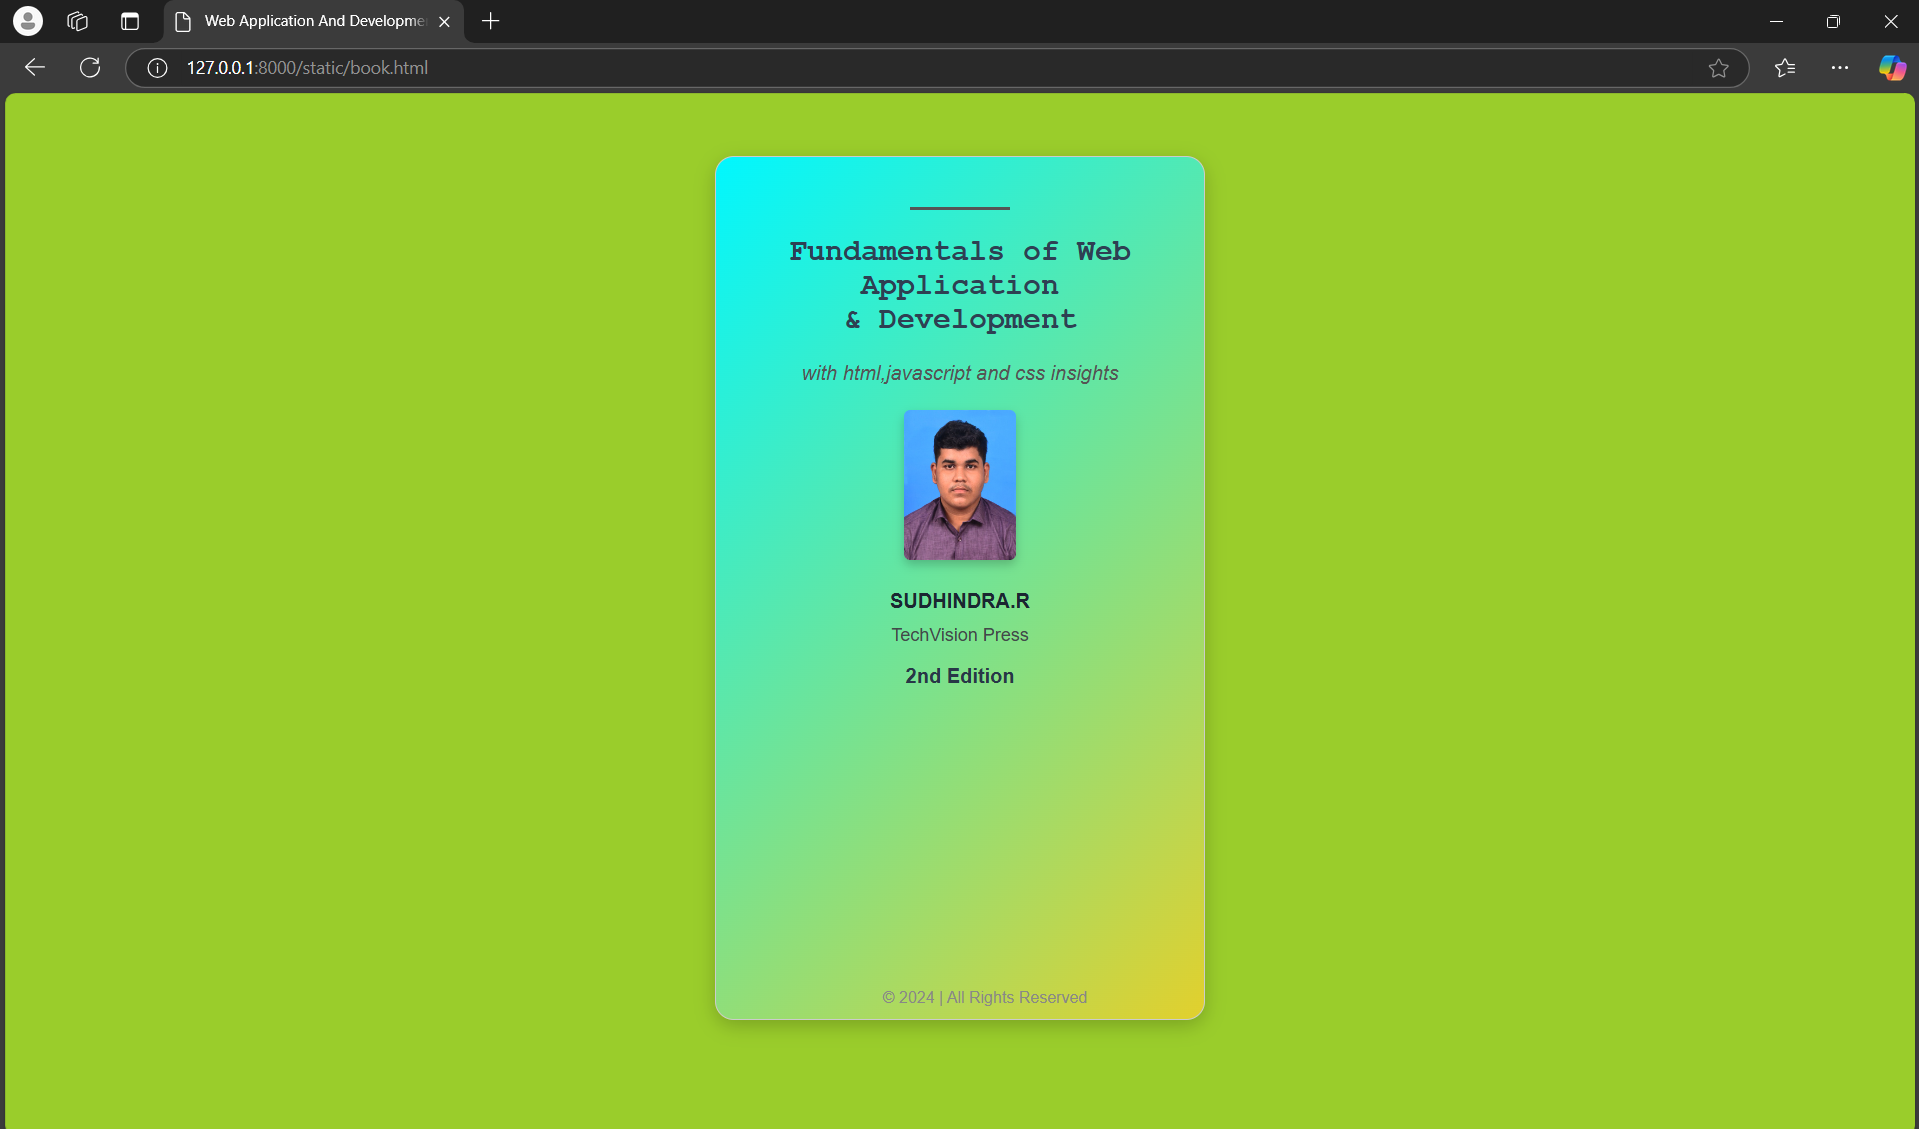 Web Application And Developme
127.0.0.1:8000/static/book.html
Fundamentals of Web
Application
& Development
with html,javascript and css insights
SUDHINDRA.R
TechVision Press
2nd Edition
© 2024 | All Rights Reserved